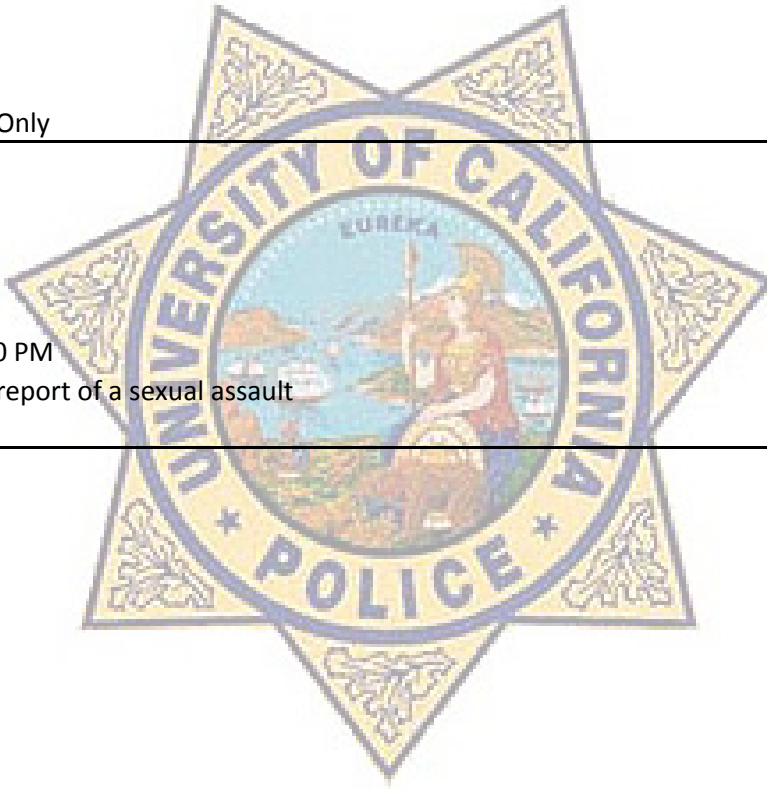 Only
UNIVERSITY OF CALIFORNIA
EUREKA
0 PM
report of a sexual assault
POLICE